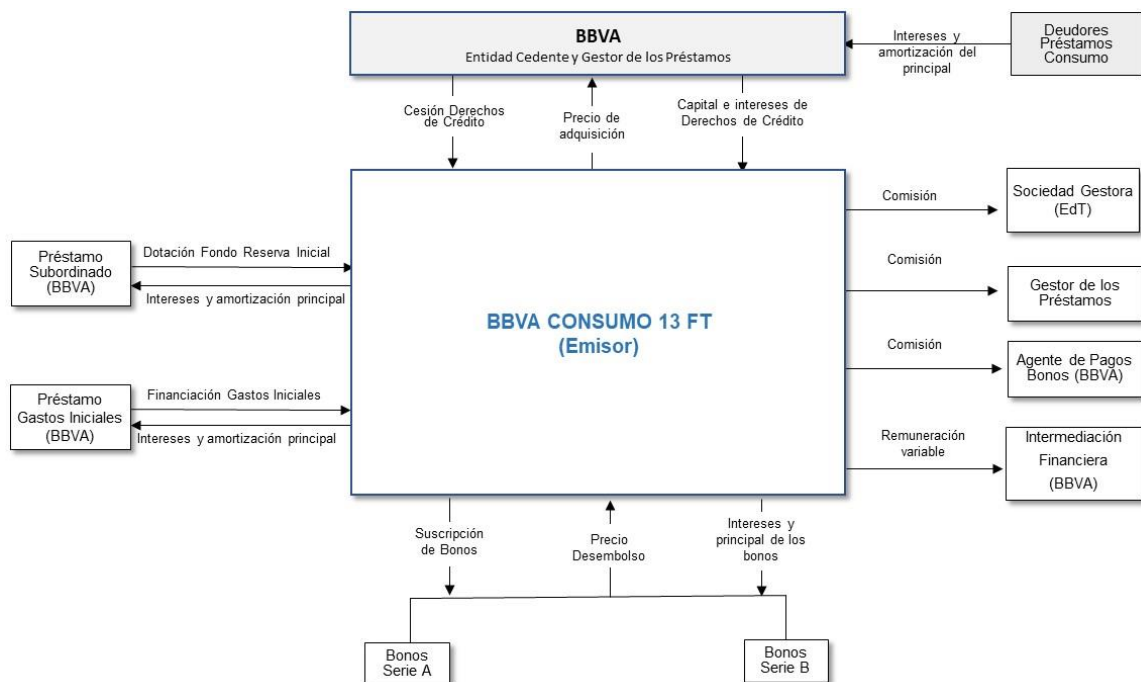 BBVA
Entidad Cedente y Gestor de los Préstamos
Intereses y
amortización del
principal
Deudores
Préstamos
Consumo
Cesión Derechos
de Crédito
Precio de
adquisición
Capital e intereses de
Derechos de Crédito
Comisión
Sociedad Gestora
(EdT)
Préstamo
Subordinado
(BBVA)
Dotación Fondo Reserva Inicial
Intereses y amortización principal
Comisión
Gestor de los
Préstamos
BBVA CONSUMO 13 FT
(Emisor)
Comisión
Agente de Pagos
Bonos (BBVA)
Préstamo
Gastos Iniciales
(BBVA)
Financiación Gastos Iniciales
Intereses y amortización principal
Remuneración
variable
Intermediación
Financiera
(BBVA)
Suscripción
de Bonos
Precio
Desembolso
Intereses y
principal de los
bonos
Bonos
Serie A
Bonos
Serie B